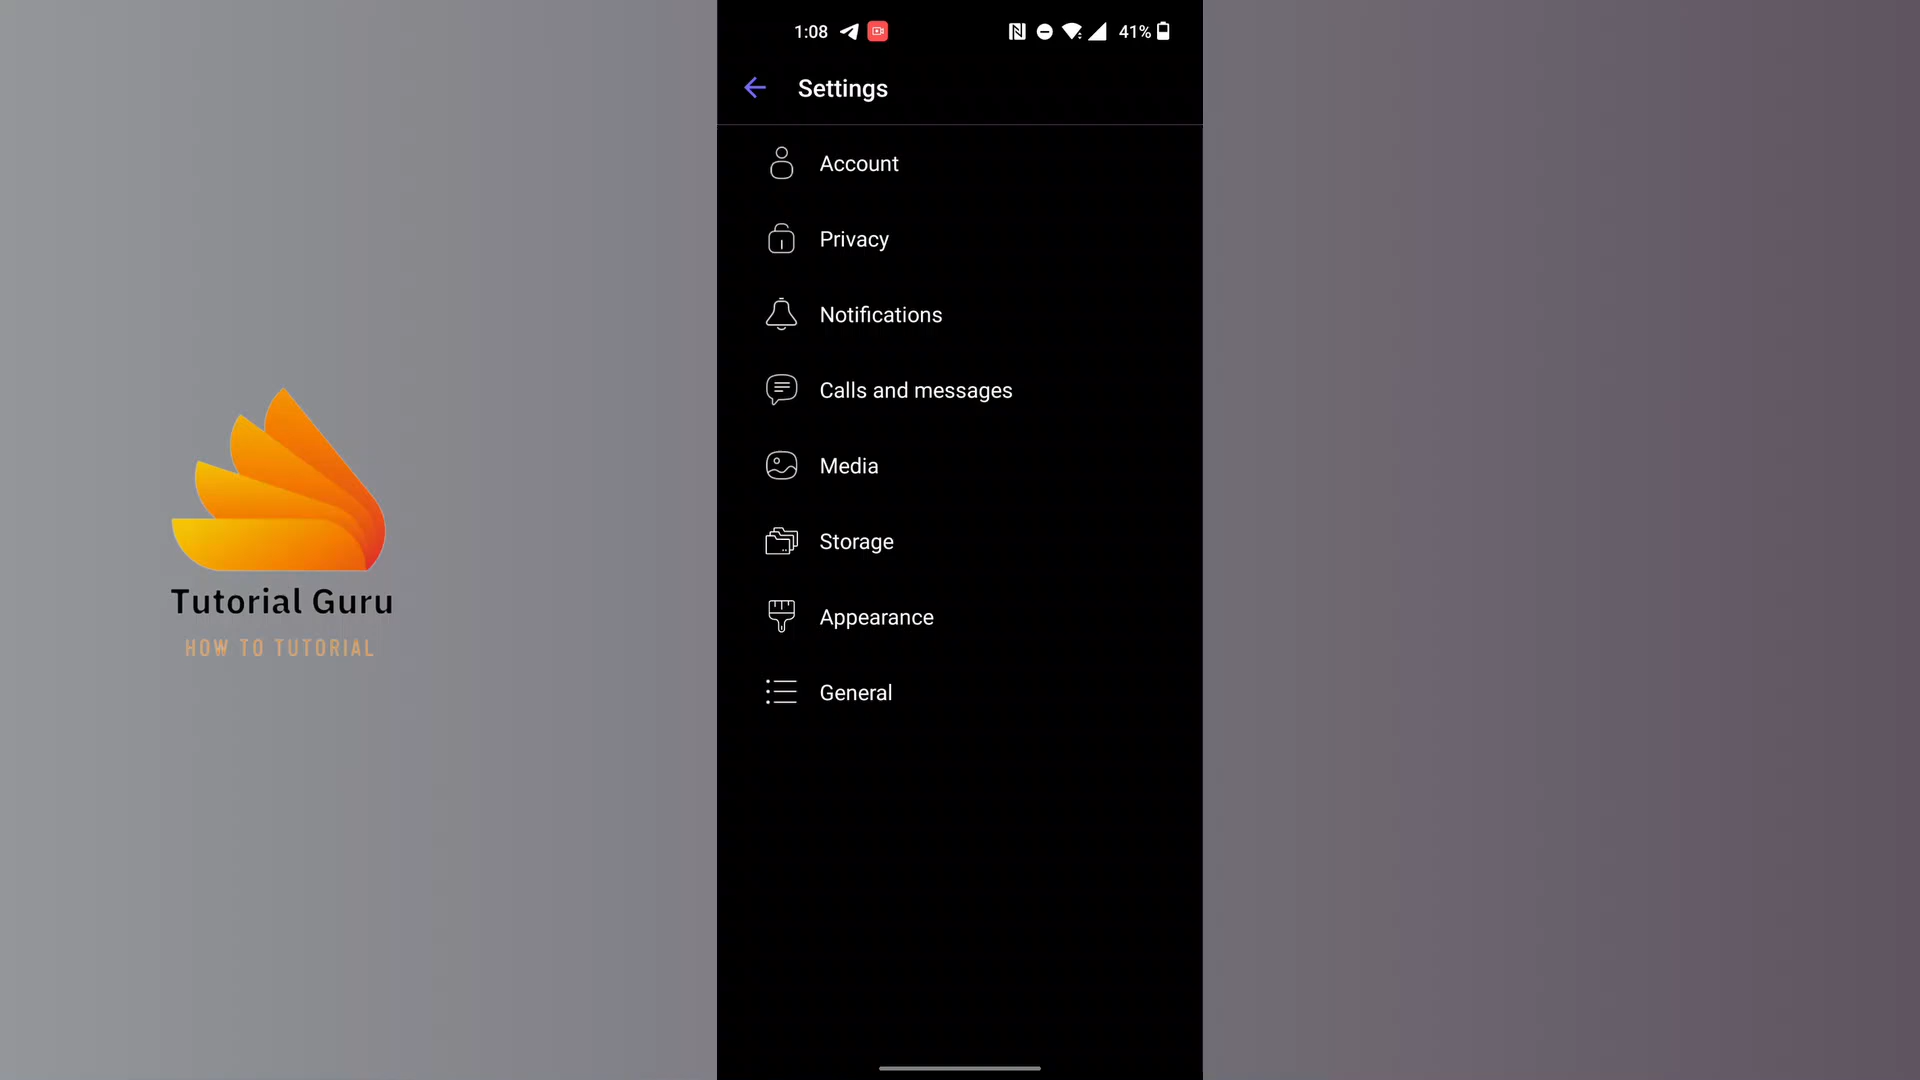 1:08
41%
Settings
Account
Privacy
Notifications
Calls and messages
Media
Storage
Appearance
General
Tutorial Guru
HOW TO TUTORIAL